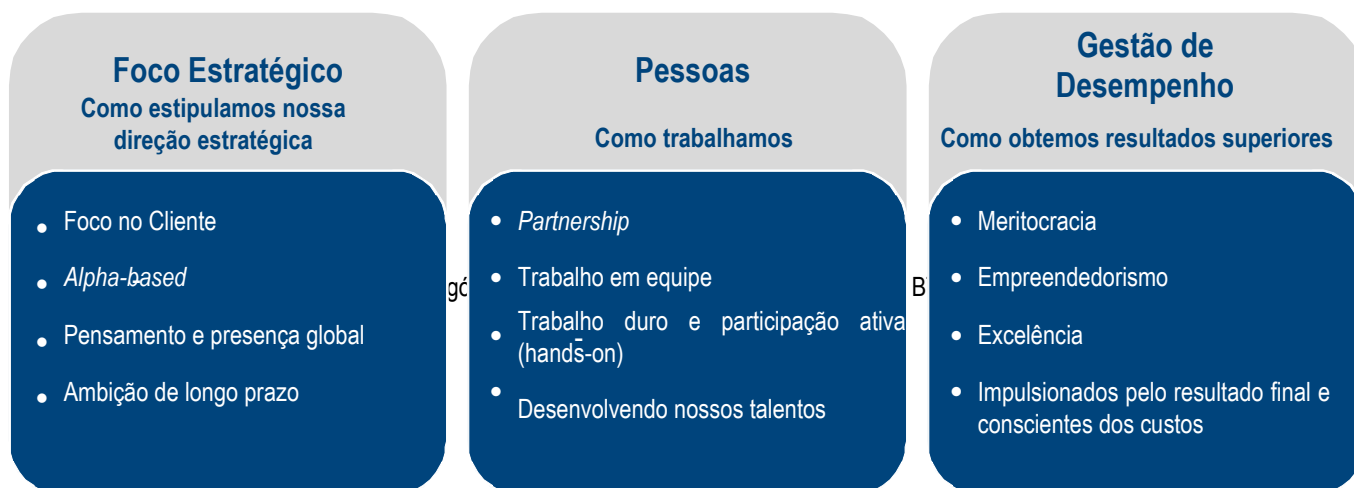 Foco Estratégico
Como estipulamos nossa
direção estratégica
• Foco no Cliente
• Alpha-based
• Pensamento e presença global
• Ambição de longo prazo
Pessoas
Como trabalhamos
• Partnership
• Trabalho em equipe
• Trabalho duro e participação ativa
(hands-on)
• Desenvolvendo nossos talentos
Gestão de
Desempenho
Como obtemos resultados superiores
• Meritocracia
• Empreendedorismo
• Excelência
• Impulsionados pelo resultado final e
conscientes dos custos